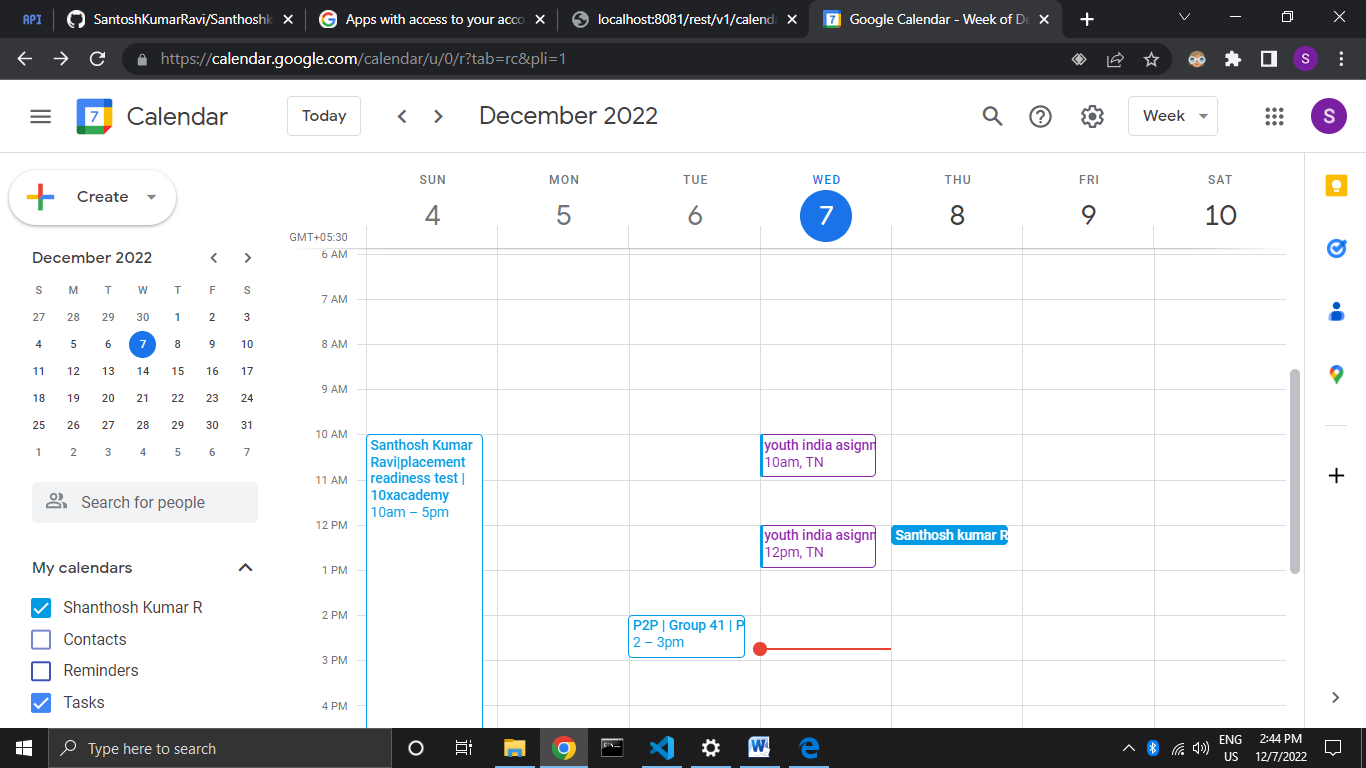 API
SantoshKumarRavi/Santhoshk
Apps with access to your acco
localhost:8081/rest/v1/calenda
Google Calendar - Week of De
https://calendar.google.com/calendar/u/0/r?tab=rc&pli=1
S
7
Calendar
Today
December 2022
Week
S
Create
SUN
MON
TUE
WED
THU
FRI
SAT
4
5
6
7
8
9
10
GMT+05:30
December 2022
S M T W T F S
27 28 29 30 1 2 3
4 5 6 7 8 9 10
11 12 13 14 15 16 17
18 19 20 21 22 23 24
25 26 27 28 29 30 31
1 2 3 4 5 6 7
Search for people
My calendars
Shanthosh Kumar R
Contacts
Reminders
Tasks
6 AM
7 AM
8 AM
9 AM
10 AM
11 AM
12 PM
1 PM
2 PM
3 PM
4 PM
Santhosh Kumar
Ravi|placement
readiness test |
10xacademy
10am – 5pm
P2P | Group 41 | P
2 – 3pm
youth india asignm
10am, TN
youth india asignm
12pm, TN
Santhosh kumar R
Type here to search
ENG
US
2:44 PM
12/7/2022